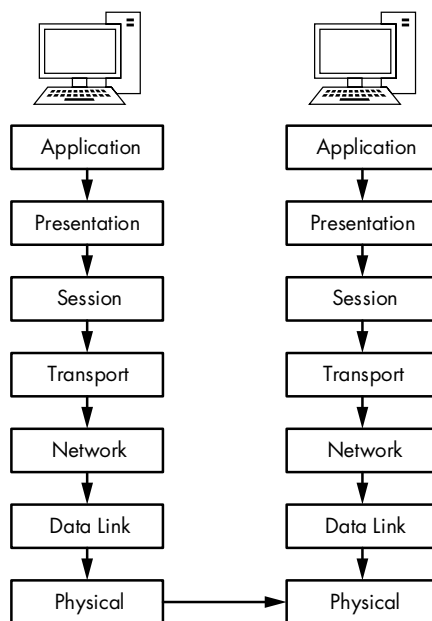 Application
Presentation
Session
Transport
Network
Data Link
Physical
Application
Presentation
Session
Transport
Network
Data Link
Physical